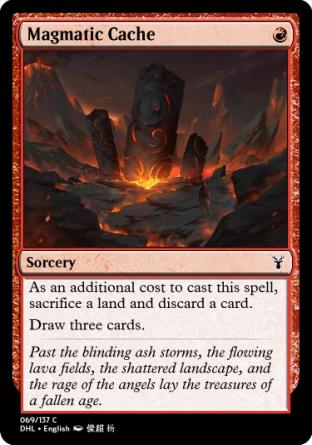 Magmatic Cache
Sorcery
As an additional cost to cast this spell,
sacrifice a land and discard a card.
Draw three cards.
Past the blinding ash storms, the flowing
lava fields, the shattered landscape, and
the rage of the angels lay the treasures of
a fallen age.
069/137 C
DHL • English